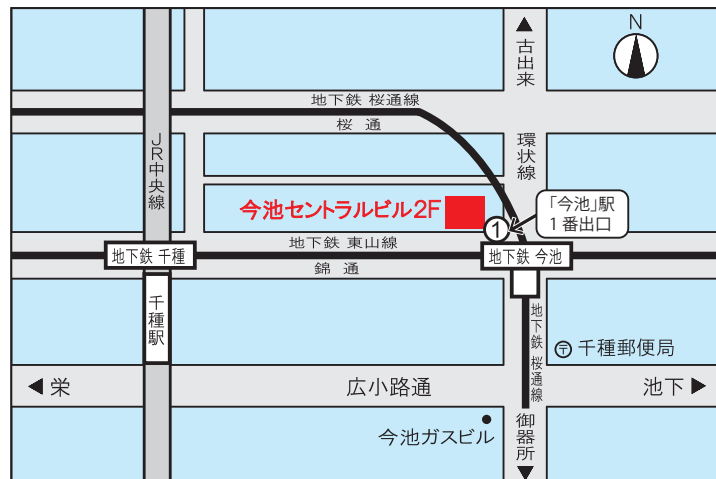 N
古出来
地下鉄 桜通線
桜 通
環状線
JR中央線
今池セントラルビル2F
「今池」駅
1番出口
1
地下鉄 千種
地下鉄 東山線
地下鉄 今池
錦 通
千種駅
地下鉄 桜通線
〒千種郵便局
栄
広小路通
池下
今池ガスビル
御器所